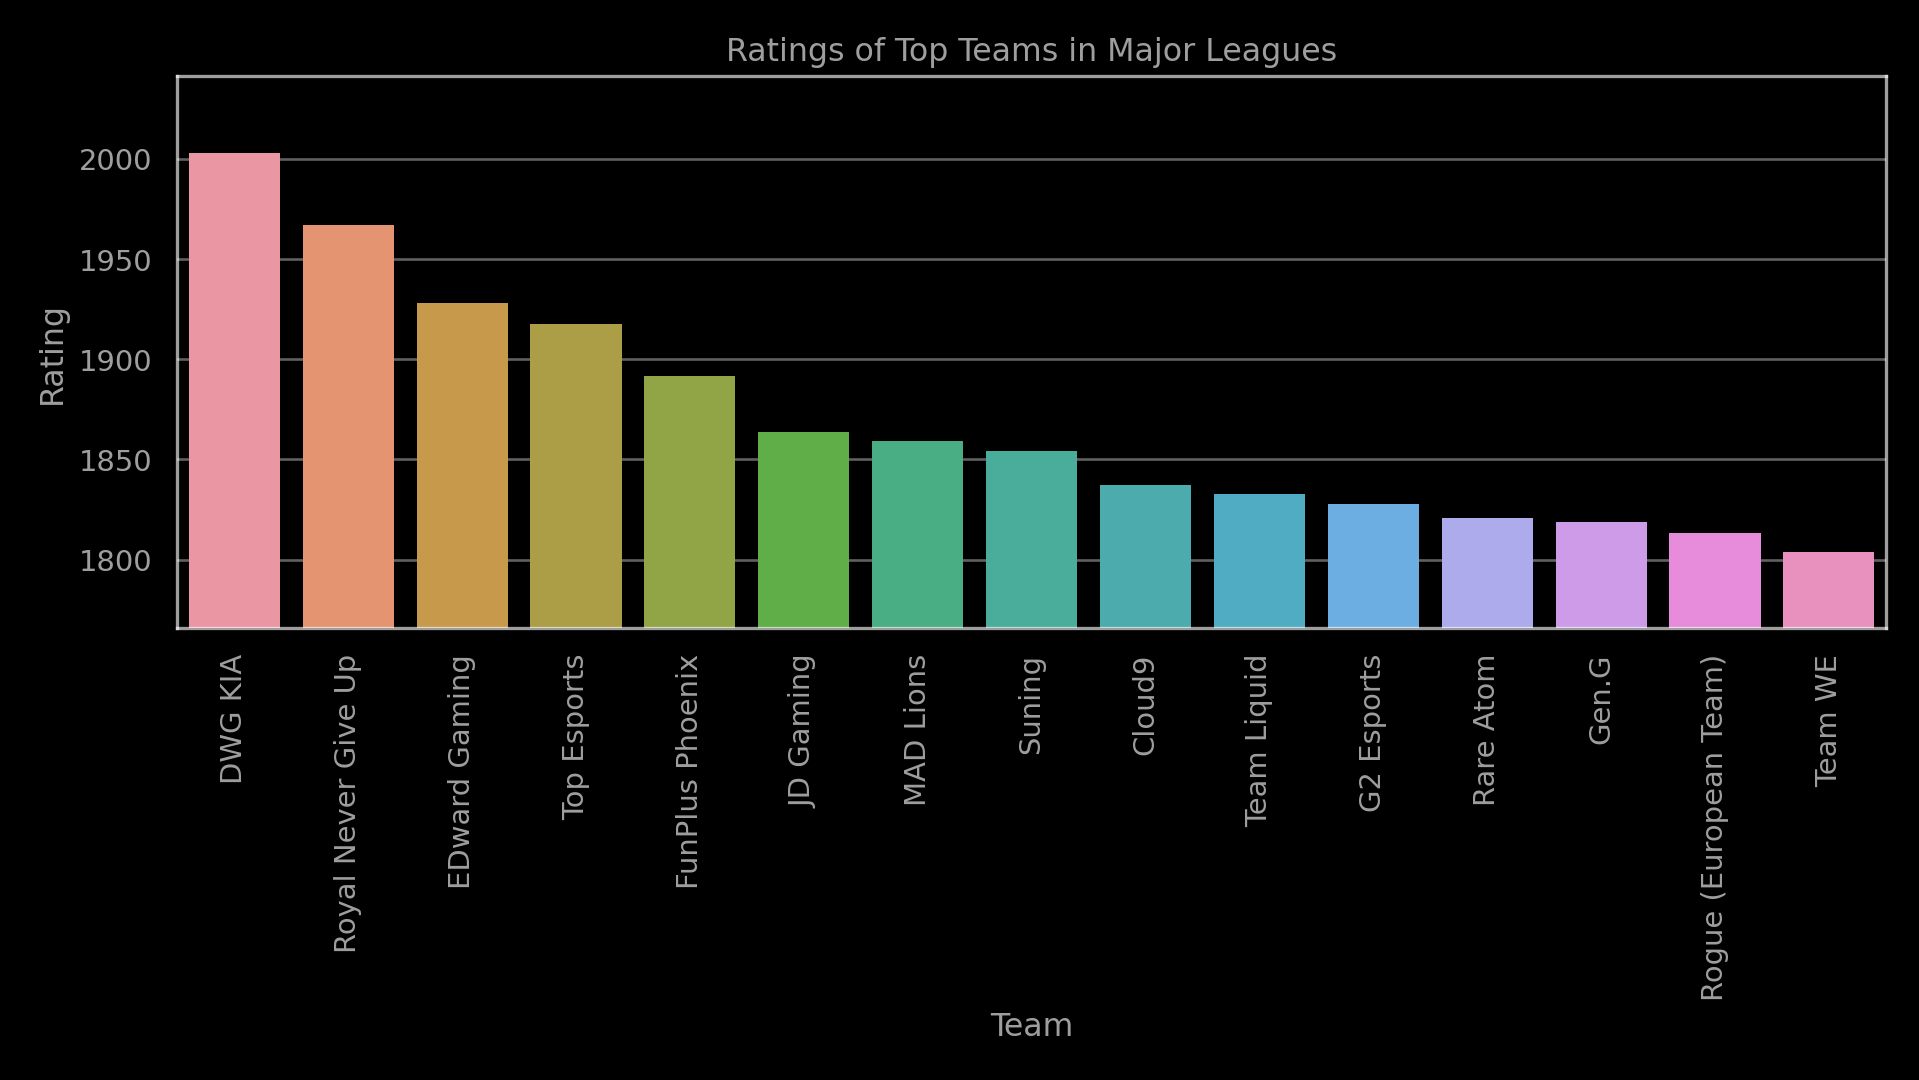 Ratings of Top Teams in Major Leagues
Rating
2000
1950
1900
1850
1800
DWG KIA
Royal Never Give Up
EDward Gaming
Top Esports
FunPlus Phoenix
JD Gaming
MAD Lions
Suning
Cloud9
Team Liquid
G2 Esports
Rare Atom
Gen.G
Rogue (European Team)
Team WE
Team